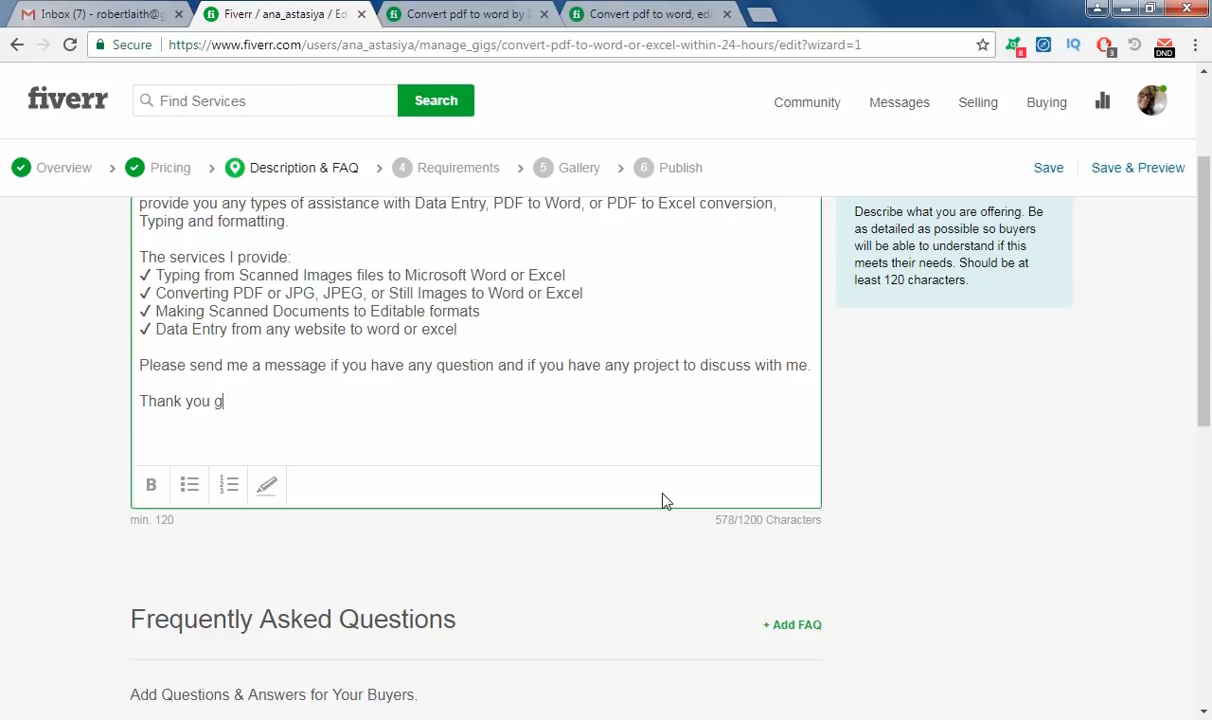 Inbox (7) - robertlaith@g
Fiverr / ana_astasiya / Ed
Convert pdf to word by E
Convert pdf to word, edi
Secure
https://www.fiverr.com/users/ana_astasiya/manage_gigs/convert-pdf-to-word-or-excel-within-24-hours/edit?wizard=1
8
IQ
3
DND
fiverr
Find Services
Search
Community
Messages
Selling
Buying
Overview
Pricing
Description & FAQ
4 Requirements
5 Gallery
6 Publish
Save
Save & Preview
provide you any types of assistance with Data Entry, PDF to Word, or PDF to Excel conversion,
Typing and formatting.
The services I provide:
✓ Typing from Scanned Images files to Microsoft Word or Excel
✓ Converting PDF or JPG, JPEG, or Still Images to Word or Excel
✓ Making Scanned Documents to Editable formats
✓ Data Entry from any website to word or excel
Please send me a message if you have any question and if you have any project to discuss with me.
Thank you g
B
min. 120
578/1200 Characters
Describe what you are offering. Be
as detailed as possible so buyers
will be able to understand if this
meets their needs. Should be at
least 120 characters.
Frequently Asked Questions
+ Add FAQ
Add Questions & Answers for Your Buyers.